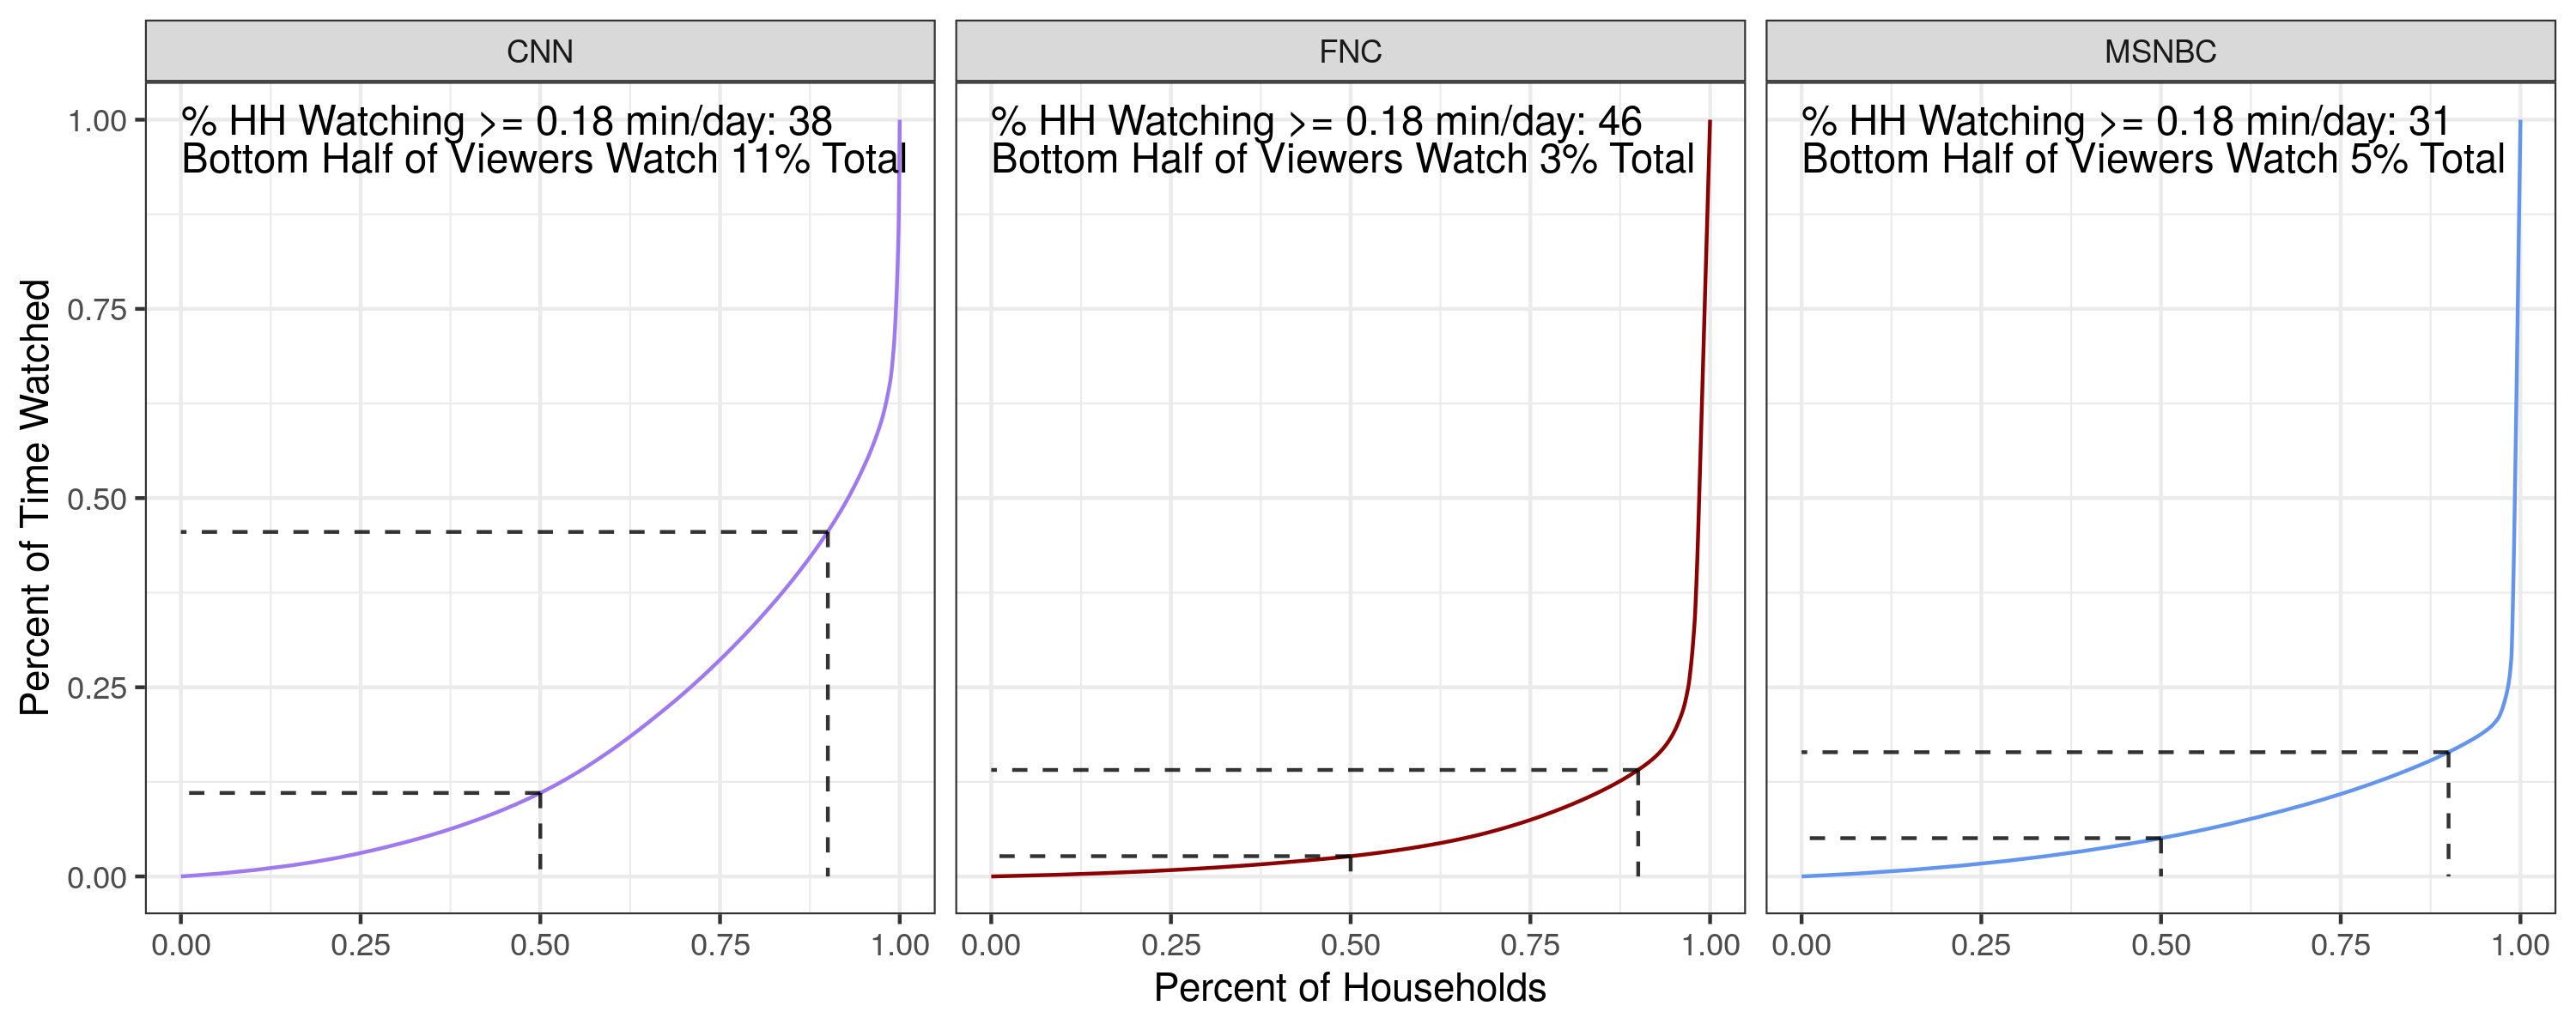 CNN
FNC
MSNBC
% HH Watching >= 0.18 min/day: 38
Bottom Half of Viewers Watch 11% Total
% HH Watching >= 0.18 min/day: 46
Bottom Half of Viewers Watch 3% Total
% HH Watching >= 0.18 min/day: 31
Bottom Half of Viewers Watch 5% Total
Percent of Time Watched
1.00
0.75
0.50
0.25
0.00
0.00 0.25 0.50 0.75 1.00
0.00 0.25 0.50 0.75 1.00
0.00 0.25 0.50 0.75 1.00
Percent of Households